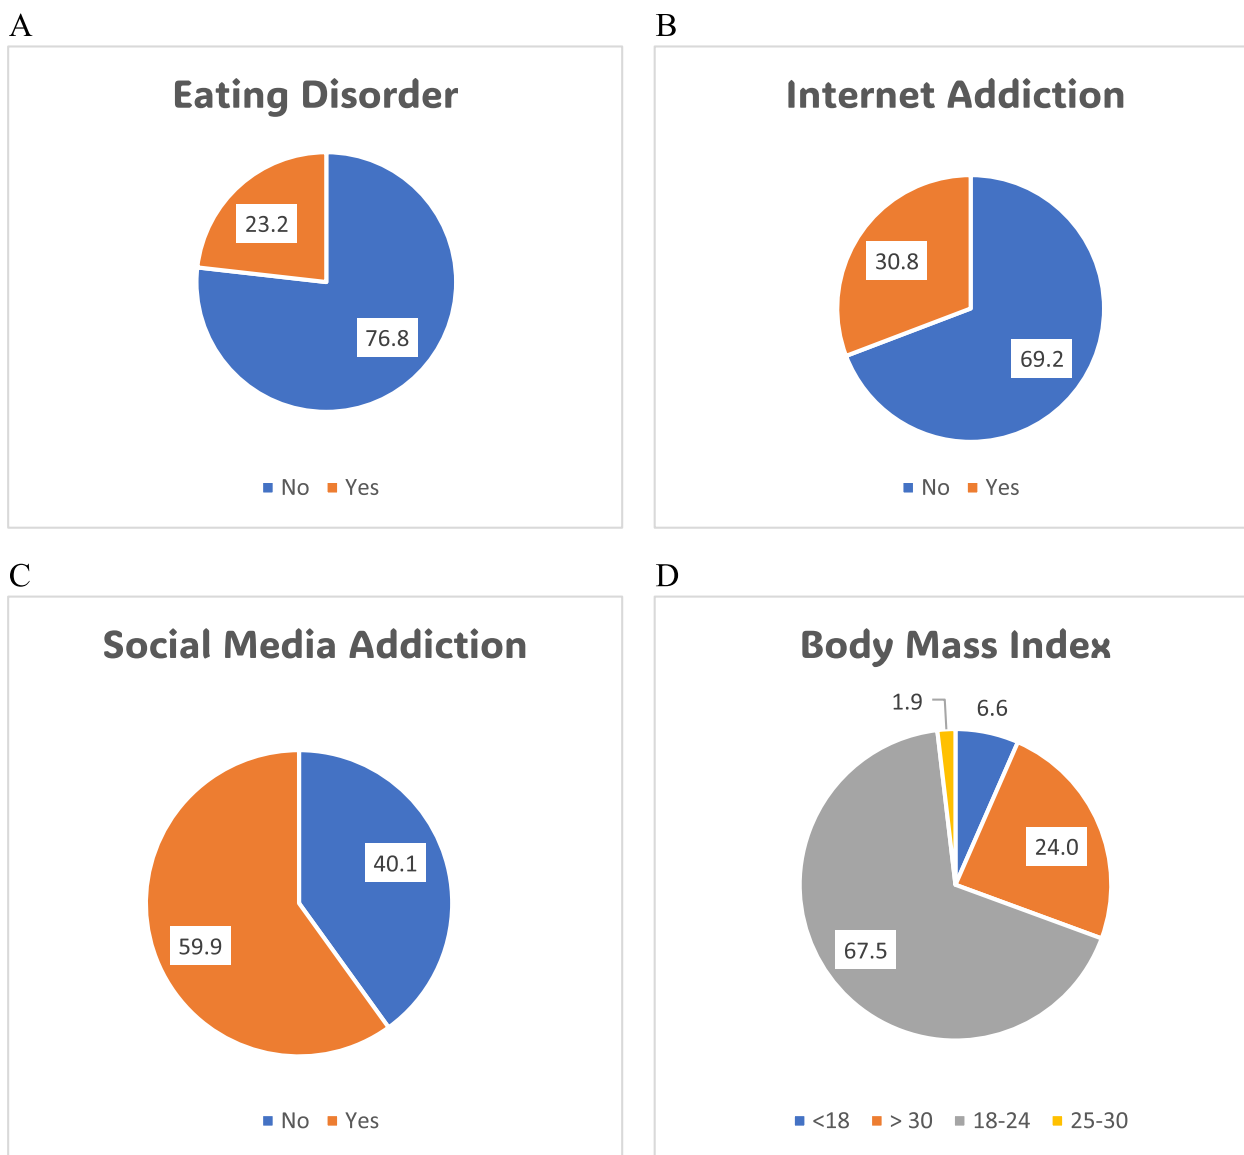 A
Eating Disorder
23.2
76.8
No Yes
B
Internet Addiction
30.8
69.2
No Yes
C
Social Media Addiction
40.1
59.9
No Yes
D
Body Mass Index
1.9
6.6
24.0
67.5
<18 > 30 18-24 25-30